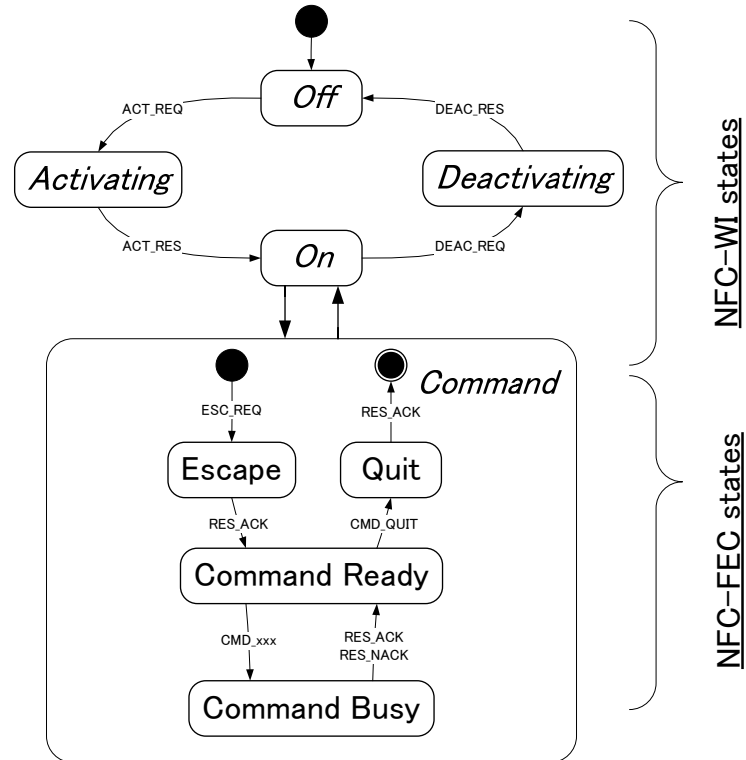 Off
ACT_REQ
DEAC_RES
Activating
Deactivating
ACT_RES
On
DEAC_REQ
NFC-WI states
Command
ESC_REQ
RES_ACK
Escape
Quit
RES_ACK
CMD_QUIT
Command Ready
CMD_xxx
RES_ACK
RES_NACK
Command Busy
NFC-FEC states